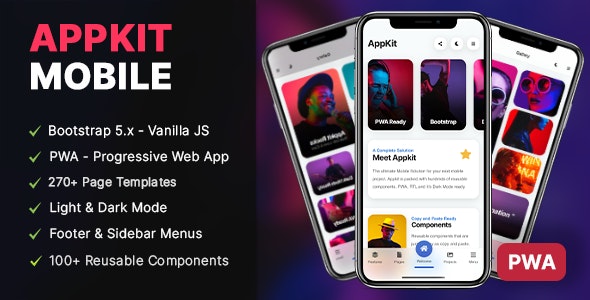 APPKIT
MOBILE
Bootstrap 5.x - Vanilla JS
PWA - Progressive Web App
270+ Page Templates
Light & Dark Mode
Footer & Sidebar Menus
100+ Reusable Components
AppKit
PWA Ready
Bootstrap
A Complete Solution
Meet Appkit
The ultimate Mobile Solution for your next mobile
project. AppKit is packed with hundreds of reusable
components, PWA, RTL and it's Dark Mode ready.
Copy and Paste Ready
Components
Reusable components that are
Features
Pages
Welcome
Projects
Menu
Gallery
PWA